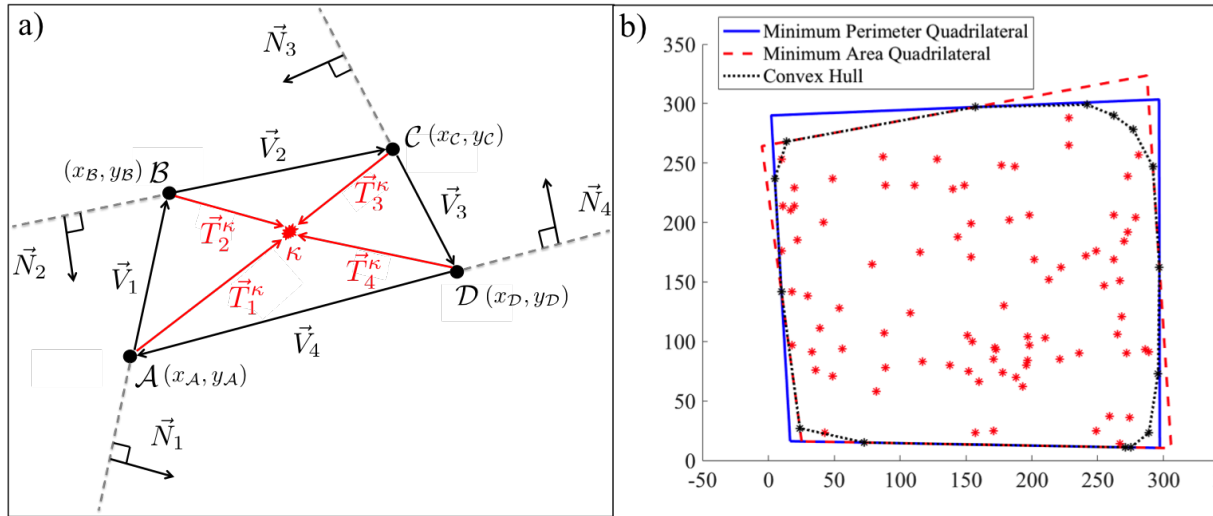 a)
N⃗₃
C (x_C, y_C)
V⃗₂
(x_B, y_B) B
T⃗₃^κ
V⃗₃
N⃗₄
T⃗₂^κ
κ
N⃗₂
V⃗₁
T⃗₄^κ
T⃗₁^κ
D (x_D, y_D)
V⃗₄
A (x_A, y_A)
N⃗₁
b)
Minimum Perimeter Quadrilateral
Minimum Area Quadrilateral
Convex Hull
350
300
250
200
150
100
50
0
-50 0 50 100 150 200 250 300